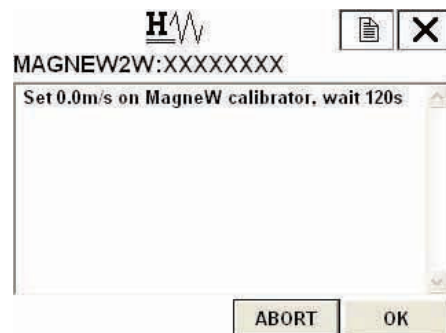 H
MAGNEW2W:XXXXXXXX
Set 0.0m/s on MagneW calibrator, wait 120s
ABORT OK